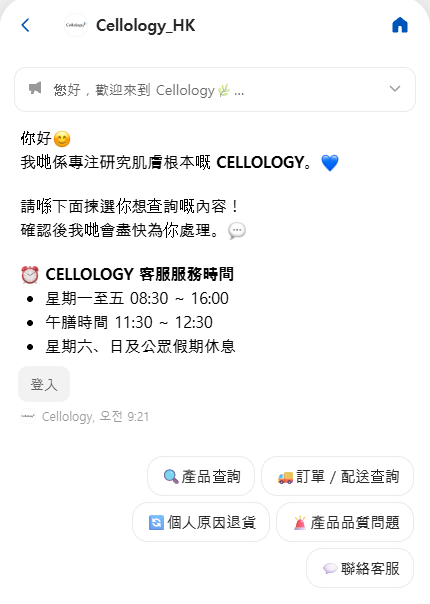 Cellology_HK
您好，歡迎來到 Cellology🌿 ...
你好😊
我哋係專注研究肌膚根本嘅 CELLOLOGY。💙
請喺下面揀選你想查詢嘅內容！
確認後我哋會盡快為你處理。💬
⏰ CELLOLOGY 客服服務時間
• 星期一至五 08:30 ~ 16:00
• 午膳時間 11:30 ~ 12:30
• 星期六、日及公眾假期休息
登入
Cellology, 오전 9:21
🔍產品查詢
🚚訂單 / 配送查詢
🔄個人原因退貨
🚨產品品質問題
💬聯絡客服